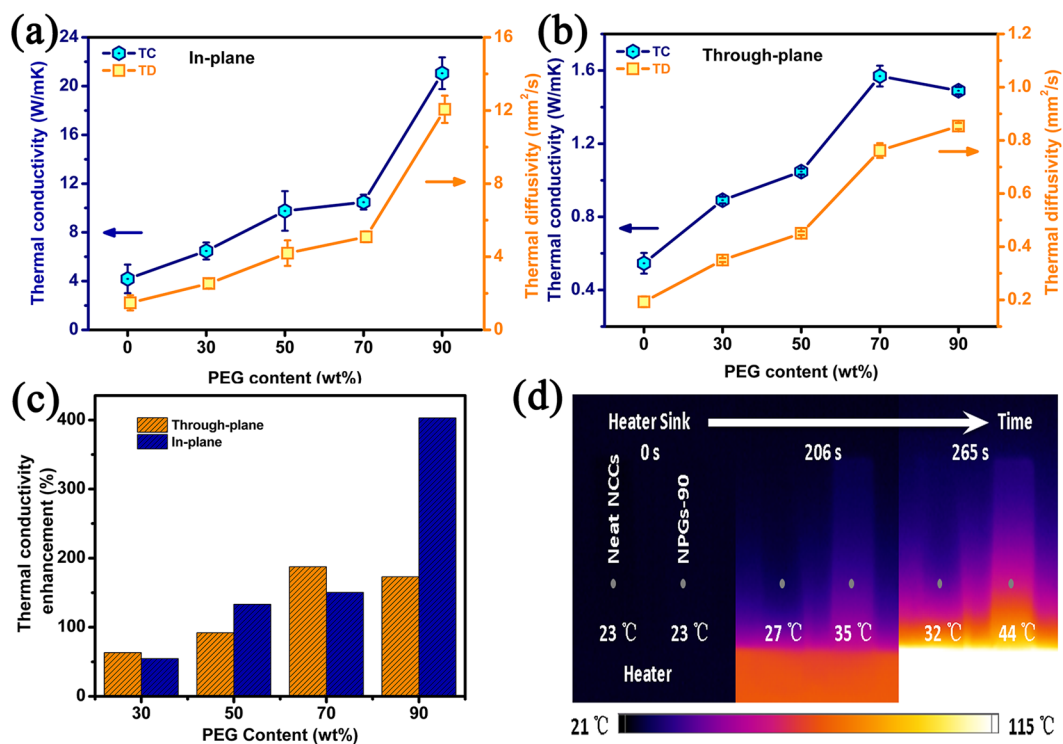 (a)
In-plane
TC
TD
Thermal conductivity (W/mK)
24
20
16
12
8
4
0
Thermal diffusivity (mm²/s)
16
12
8
4
0
0 30 50 70 90
PEG content (wt%)
(b)
Through-plane
TC
TD
Thermal conductivity (W/mK)
1.6
1.2
0.8
0.4
Thermal diffusivity (mm²/s)
1.2
1.0
0.8
0.6
0.4
0.2
0 30 50 70 90
PEG content (wt%)
(c)
Through-plane
In-plane
Thermal conductivity
enhancement (%)
400
300
200
100
0
30 50 70 90
PEG Content (wt%)
(d)
Heater Sink Time
0 s 206 s 265 s
Neat NCCs
NPGs-90
23 ℃ 23 ℃ 27℃ 35℃ 32℃ 44℃
Heater
21 ℃ 115 ℃